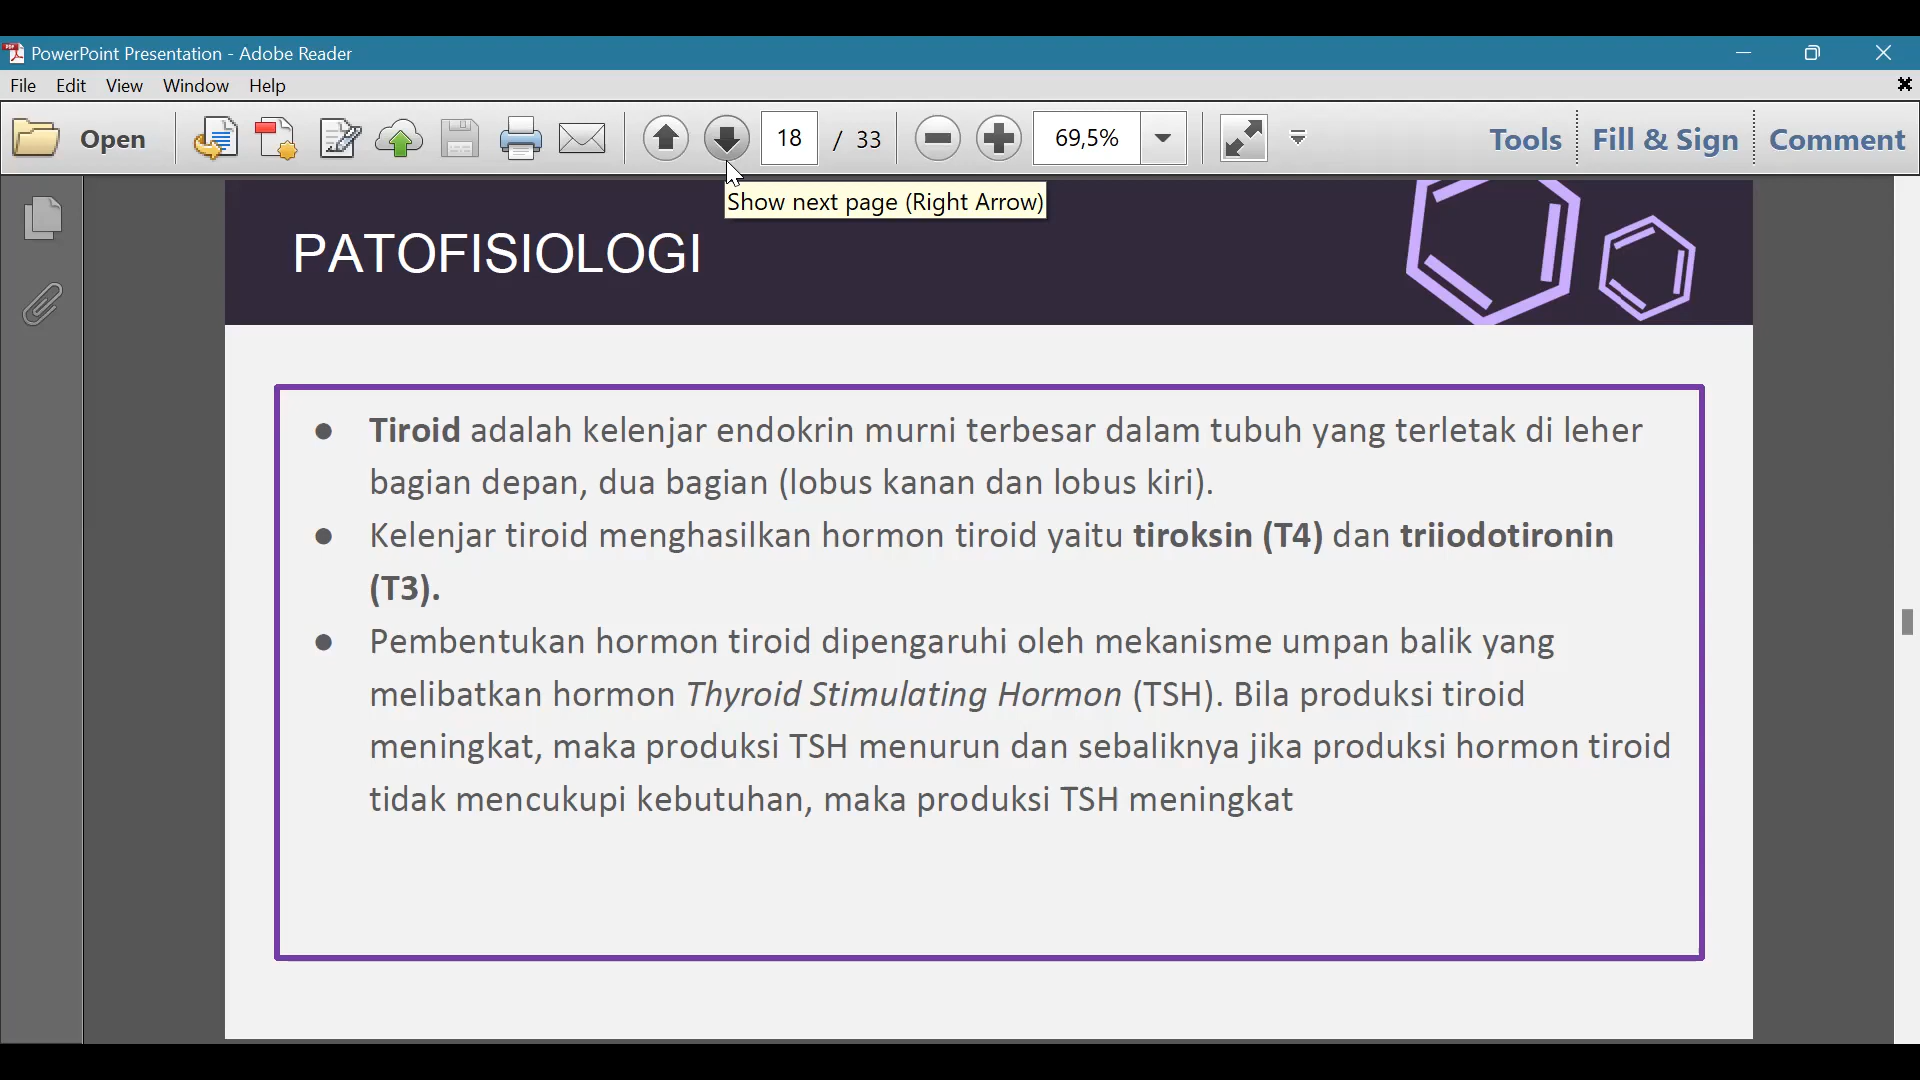 PowerPoint Presentation - Adobe Reader
File Edit View Window Help
Open 18 / 33 69,5% Tools Fill & Sign Comment
Show next page (Right Arrow)
PATOFISIOLOGI
● Tiroid adalah kelenjar endokrin murni terbesar dalam tubuh yang terletak di leher
bagian depan, dua bagian (lobus kanan dan lobus kiri).
● Kelenjar tiroid menghasilkan hormon tiroid yaitu tiroksin (T4) dan triiodotironin
(T3).
● Pembentukan hormon tiroid dipengaruhi oleh mekanisme umpan balik yang
melibatkan hormon Thyroid Stimulating Hormon (TSH). Bila produksi tiroid
meningkat, maka produksi TSH menurun dan sebaliknya jika produksi hormon tiroid
tidak mencukupi kebutuhan, maka produksi TSH meningkat